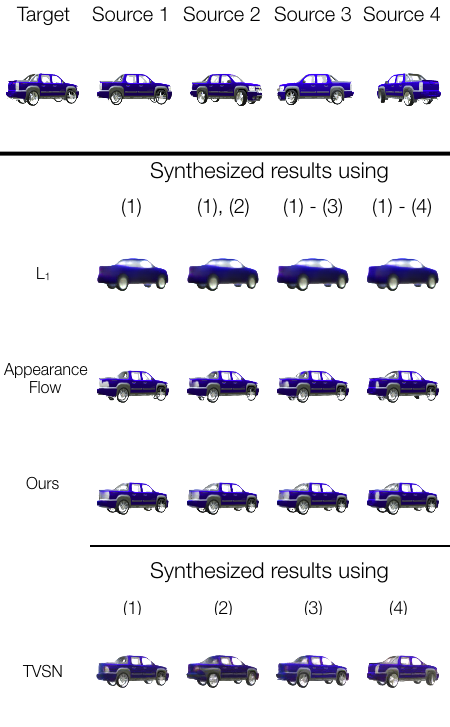 Target Source 1 Source 2 Source 3 Source 4
Synthesized results using
(1) (1), (2) (1) - (3) (1) - (4)
L₁
Appearance
Flow
Ours
Synthesized results using
(1) (2) (3) (4)
TVSN